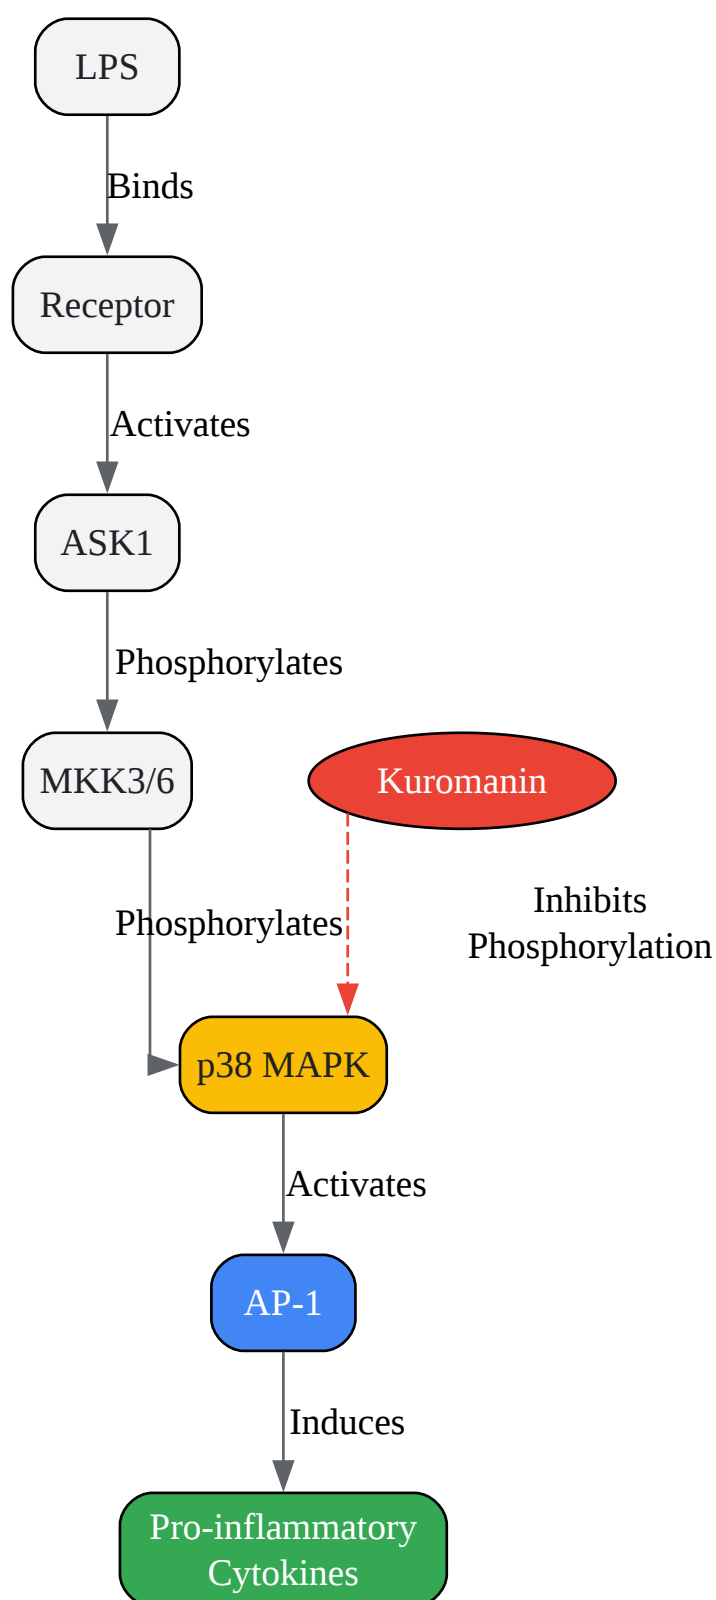 LPS
Binds
Receptor
Activates
ASK1
Phosphorylates
MKK3/6
Kuromanin
Phosphorylates
Inhibits
Phosphorylation
p38 MAPK
Activates
AP-1
Induces
Pro-inflammatory
Cytokines